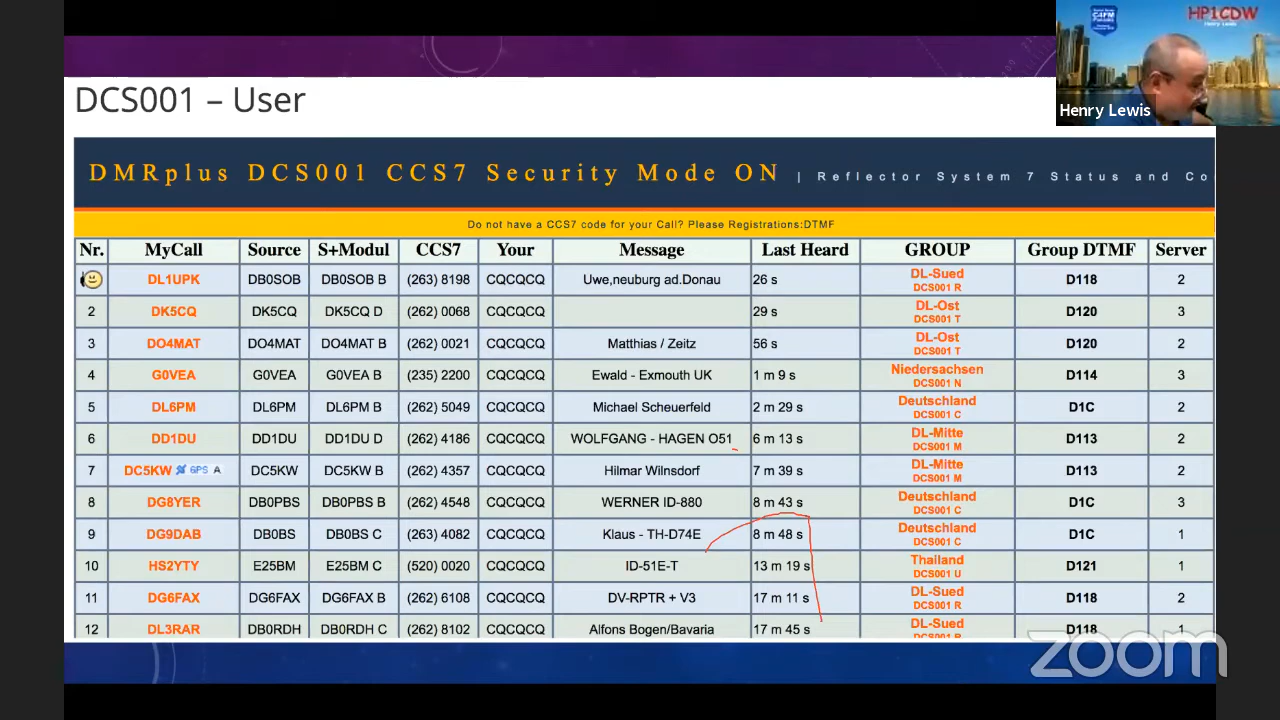 HP1CDW
Henry Lewis
C4FM
Henry Lewis
DCS001 – User
DMRplus DCS001 CCS7 Security Mode ON | Reflector System 7 Status and Co
Do not have a CCS7 code for your Call? Please Registrations:DTMF
Nr. MyCall Source S+Modul CCS7 Your Message Last Heard GROUP Group DTMF Server
DL1UPK DB0SOB DB0SOB B (263) 8198 CQCQCQ Uwe,neuburg ad.Donau 26 s DL-Sued DCS001 R D118 2
2 DK5CQ DK5CQ DK5CQ D (262) 0068 CQCQCQ 29 s DL-Ost DCS001 T D120 3
3 DO4MAT DO4MAT DO4MAT B (262) 0021 CQCQCQ Matthias / Zeitz 56 s DL-Ost DCS001 T D120 2
4 G0VEA G0VEA G0VEA B (235) 2200 CQCQCQ Ewald - Exmouth UK 1 m 9 s Niedersachsen DCS001 N D114 3
5 DL6PM DL6PM DL6PM B (262) 5049 CQCQCQ Michael Scheuerfeld 2 m 29 s Deutschland DCS001 C D1C 2
6 DD1DU DD1DU DD1DU D (262) 4186 CQCQCQ WOLFGANG - HAGEN O51 6 m 13 s DL-Mitte DCS001 M D113 2
7 DC5KW GPS A DC5KW DC5KW B (262) 4357 CQCQCQ Hilmar Wilnsdorf 7 m 39 s DL-Mitte DCS001 M D113 2
8 DG8YER DB0PBS DB0PBS B (262) 4548 CQCQCQ WERNER ID-880 8 m 43 s Deutschland DCS001 C D1C 3
9 DG9DAB DB0BS DB0BS C (263) 4082 CQCQCQ Klaus - TH-D74E 8 m 48 s Deutschland DCS001 C D1C 1
10 HS2YTY E25BM E25BM C (520) 0020 CQCQCQ ID-51E-T 13 m 19 s Thailand DCS001 U D121 1
11 DG6FAX DG6FAX DG6FAX B (262) 6108 CQCQCQ DV-RPTR + V3 17 m 11 s DL-Sued DCS001 R D118 2
12 DL3RAR DB0RDH DB0RDH C (262) 8102 CQCQCQ Alfons Bogen/Bavaria 17 m 45 s DL-Sued DCS001 R D118 1
zoom